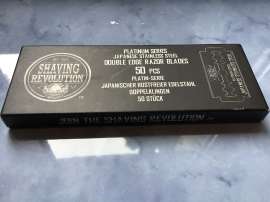 SHAVING
REVOLUTION
PLATINUM SERIES
JAPANESE STAINLESS STEEL
DOUBLE EDGE RAZOR BLADES
50 PCS
PLATIN-SERIE
JAPANISCHER ROSTFREIER EDELSTAHL
DOPPELKLINGEN
50 STÜCK
JOIN THE SHAVING REVOLUTION